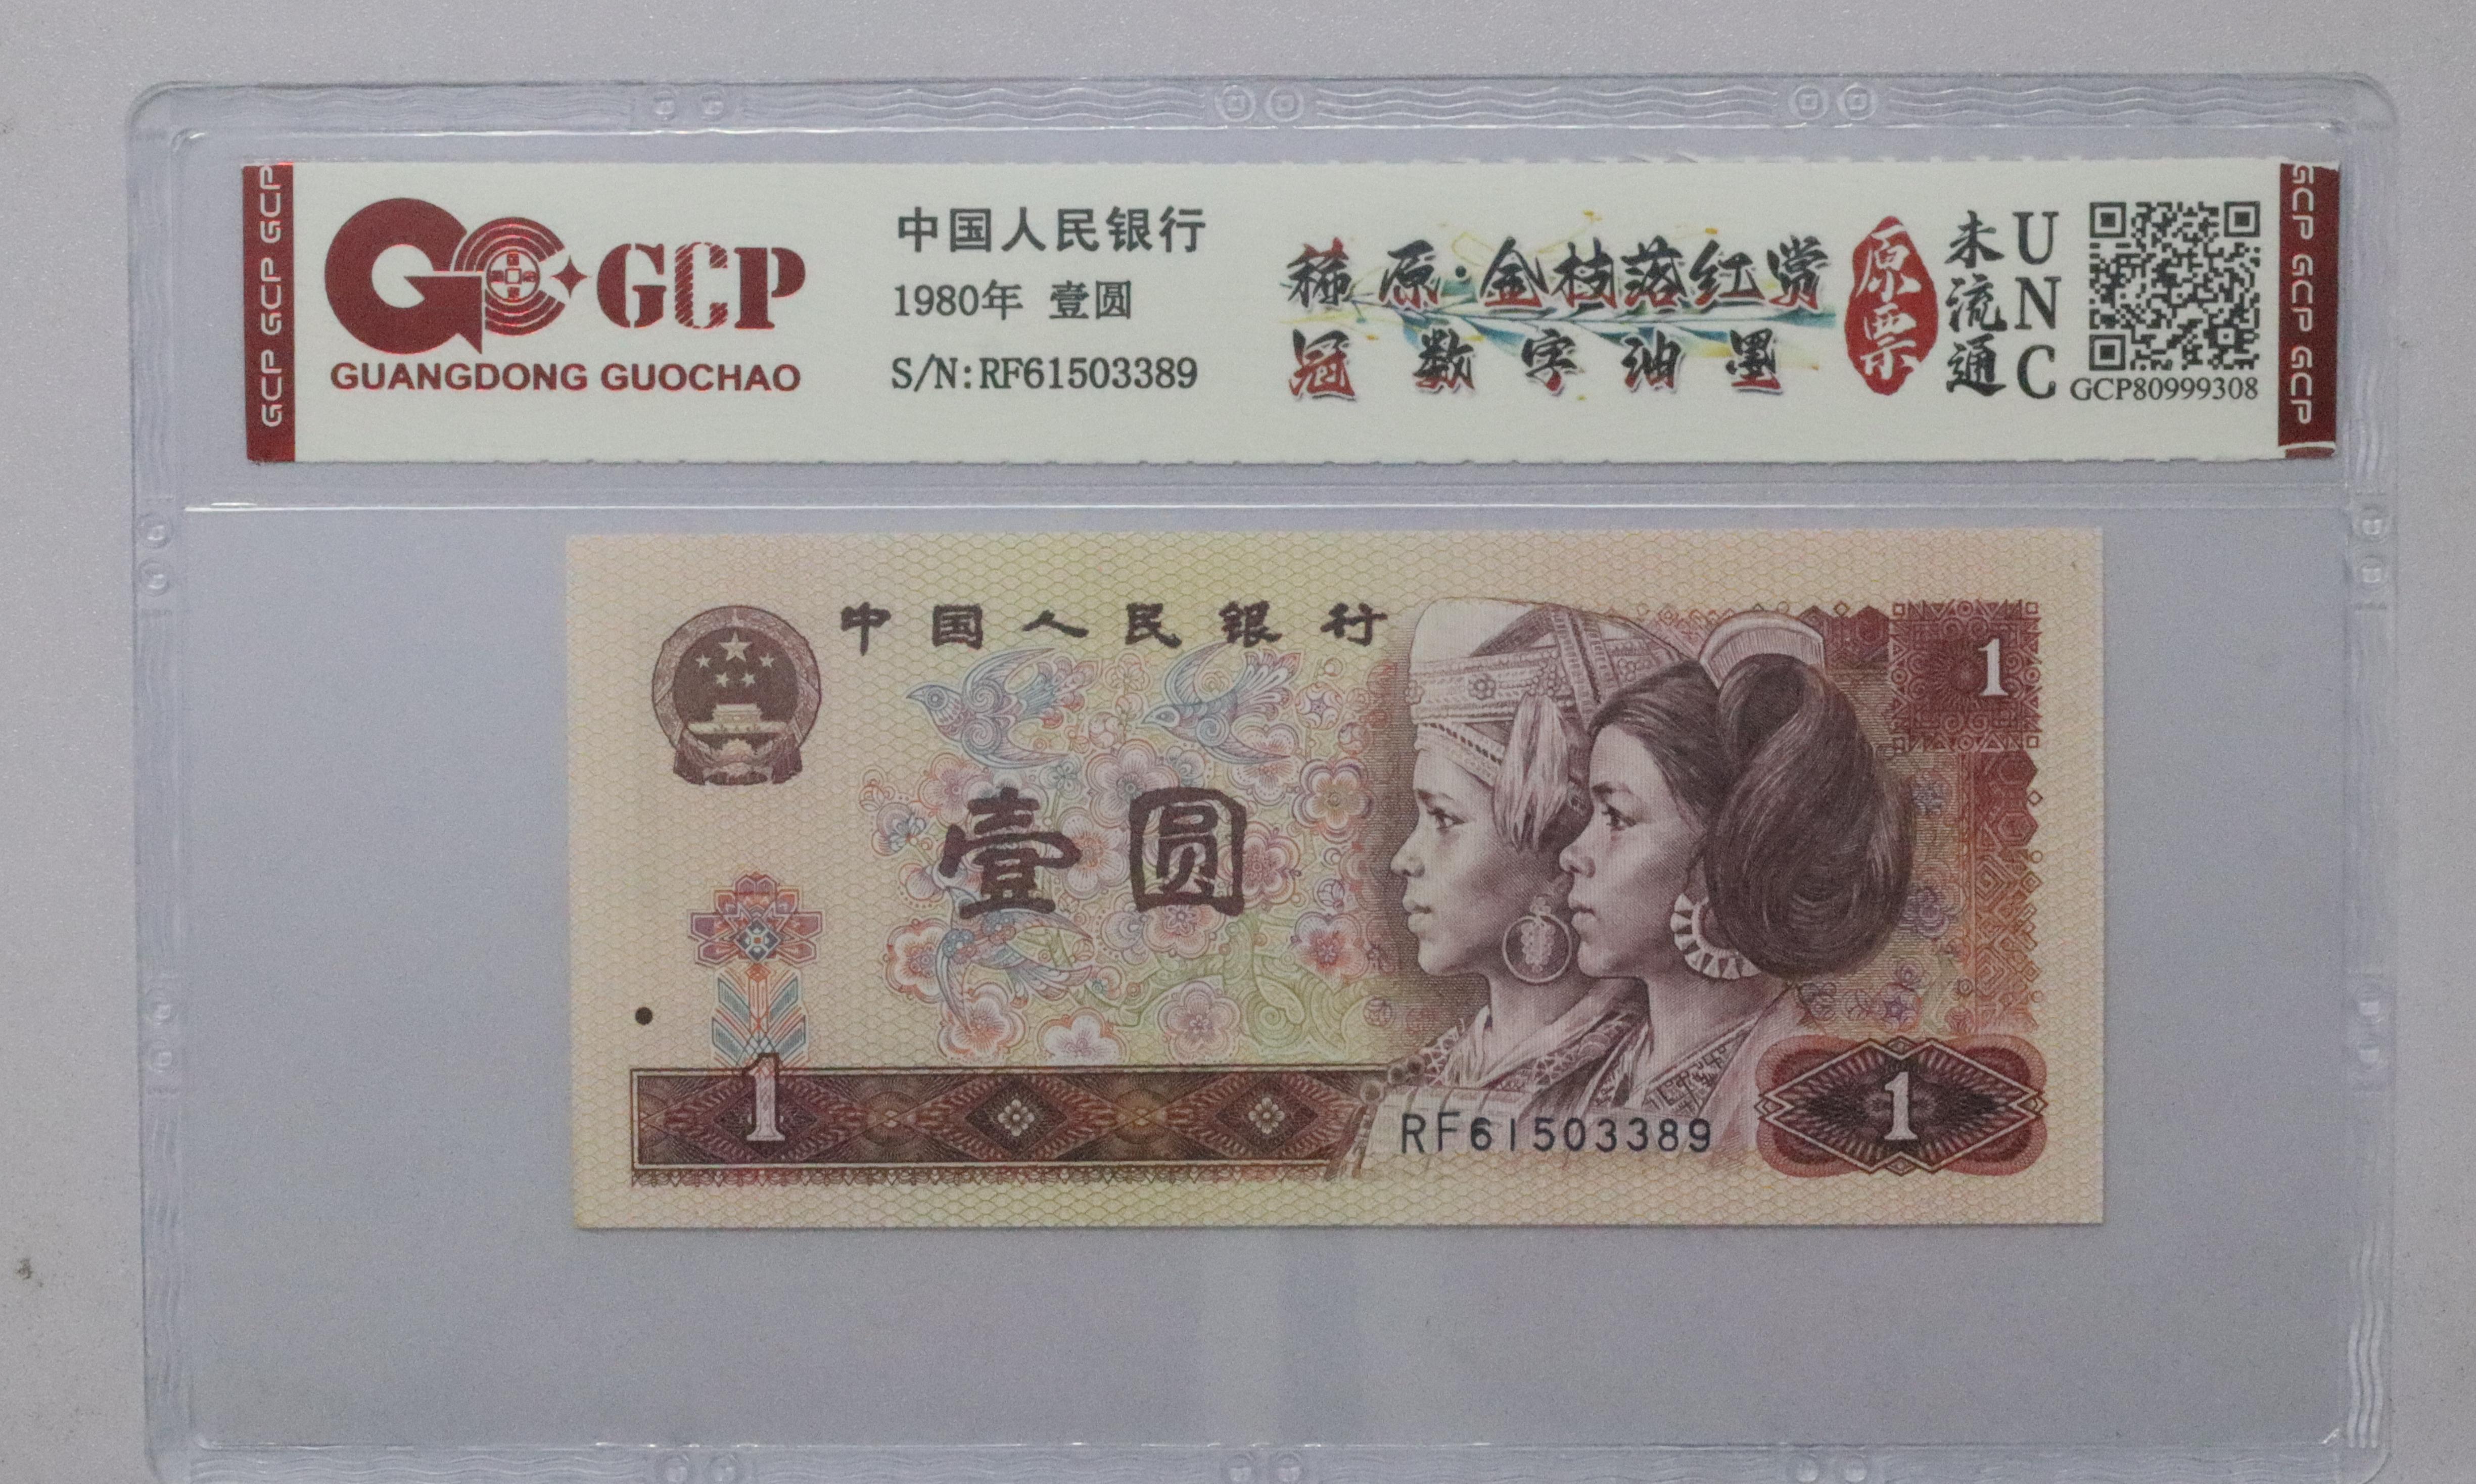 GCP GCP GCP
GCP
GUANGDONG GUOCHAO
中国人民银行
1980年 壹圆
S/N:RF61503389
稀原·金枝落红赏
冠数字油墨
原票
未流通
UNC
GCP80999308
GCP GCP GCP
中国人民银行
1
壹圆
1
RF61503389
1